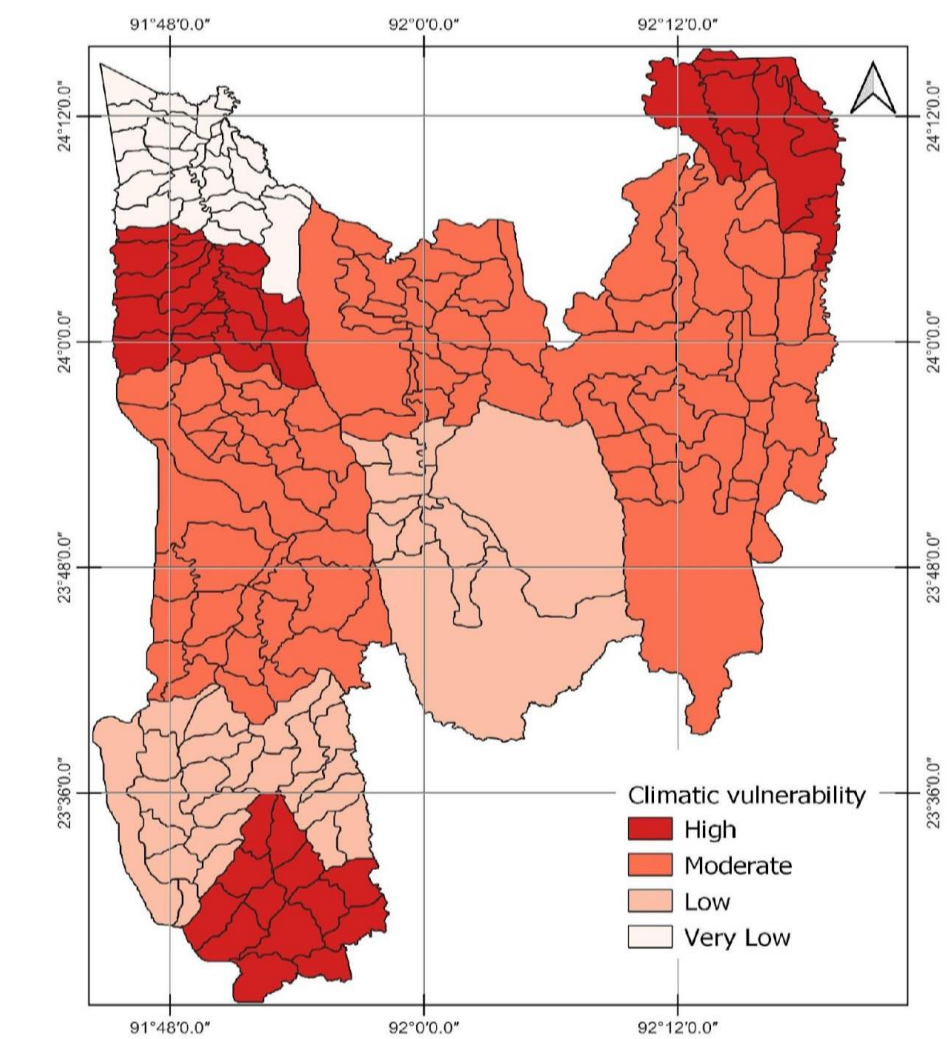 91°48′0.0″ 92°0′0.0″ 92°12′0.0″
24°12′0.0″ 24°12′0.0″
24°0′0.0″ 24°0′0.0″
23°48′0.0″ 23°48′0.0″
23°36′0.0″ 23°36′0.0″
Climatic vulnerability
High
Moderate
Low
Very Low
91°48′0.0″ 92°0′0.0″ 92°12′0.0″